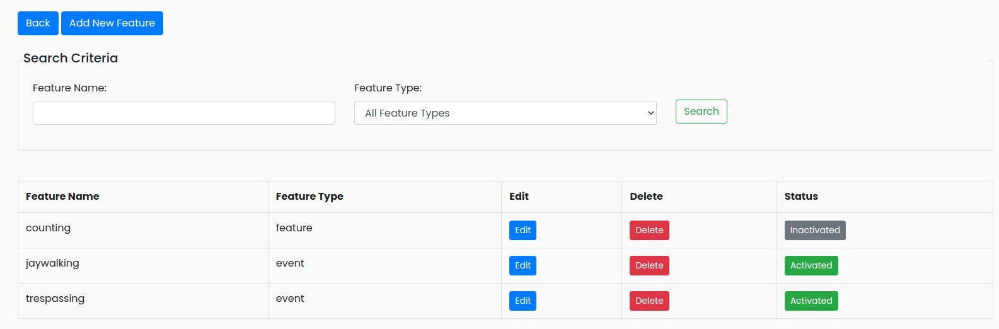 Back Add New Feature
Search Criteria
Feature Name: Feature Type:
All Feature Types Search
Feature Name Feature Type Edit Delete Status
counting feature Edit Delete Inactivated
jaywalking event Edit Delete Activated
trespassing event Edit Delete Activated